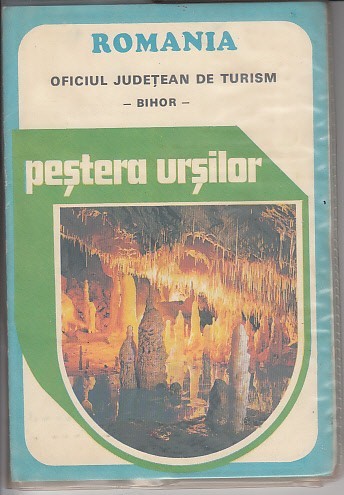 ROMANIA
OFICIUL JUDEȚEAN DE TURISM
– BIHOR –
peștera urșilor